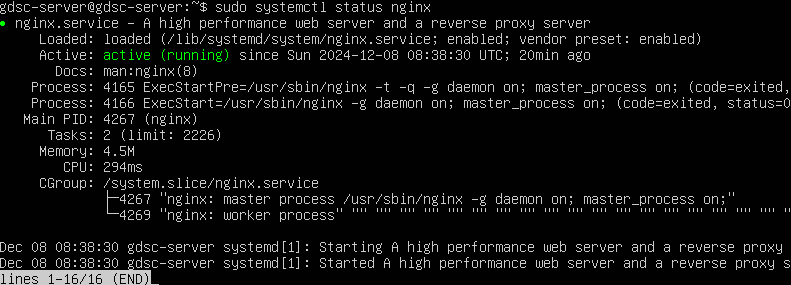 gdsc-server@gdsc-server:~$ sudo systemctl status nginx
● nginx.service - A high performance web server and a reverse proxy server
     Loaded: loaded (/lib/systemd/system/nginx.service; enabled; vendor preset: enabled)
     Active: active (running) since Sun 2024-12-08 08:38:30 UTC; 20min ago
       Docs: man:nginx(8)
    Process: 4165 ExecStartPre=/usr/sbin/nginx -t -q -g daemon on; master_process on; (code=exited,
    Process: 4166 ExecStart=/usr/sbin/nginx -g daemon on; master_process on; (code=exited, status=0
   Main PID: 4267 (nginx)
      Tasks: 2 (limit: 2226)
     Memory: 4.5M
        CPU: 294ms
     CGroup: /system.slice/nginx.service
             ├─4267 "nginx: master process /usr/sbin/nginx -g daemon on; master_process on;"
             └─4269 "nginx: worker process" "" "" "" "" "" "" "" "" "" "" "" "" "" "" "" "" "" "" "

Dec 08 08:38:30 gdsc-server systemd[1]: Starting A high performance web server and a reverse proxy
Dec 08 08:38:30 gdsc-server systemd[1]: Started A high performance web server and a reverse proxy s
lines 1-16/16 (END)